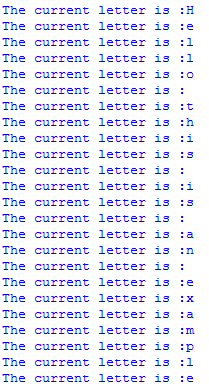 The current letter is :H
The current letter is :e
The current letter is :l
The current letter is :l
The current letter is :o
The current letter is :
The current letter is :t
The current letter is :h
The current letter is :i
The current letter is :s
The current letter is :
The current letter is :i
The current letter is :s
The current letter is :
The current letter is :a
The current letter is :n
The current letter is :
The current letter is :e
The current letter is :x
The current letter is :a
The current letter is :m
The current letter is :p
The current letter is :l
The current letter is :e